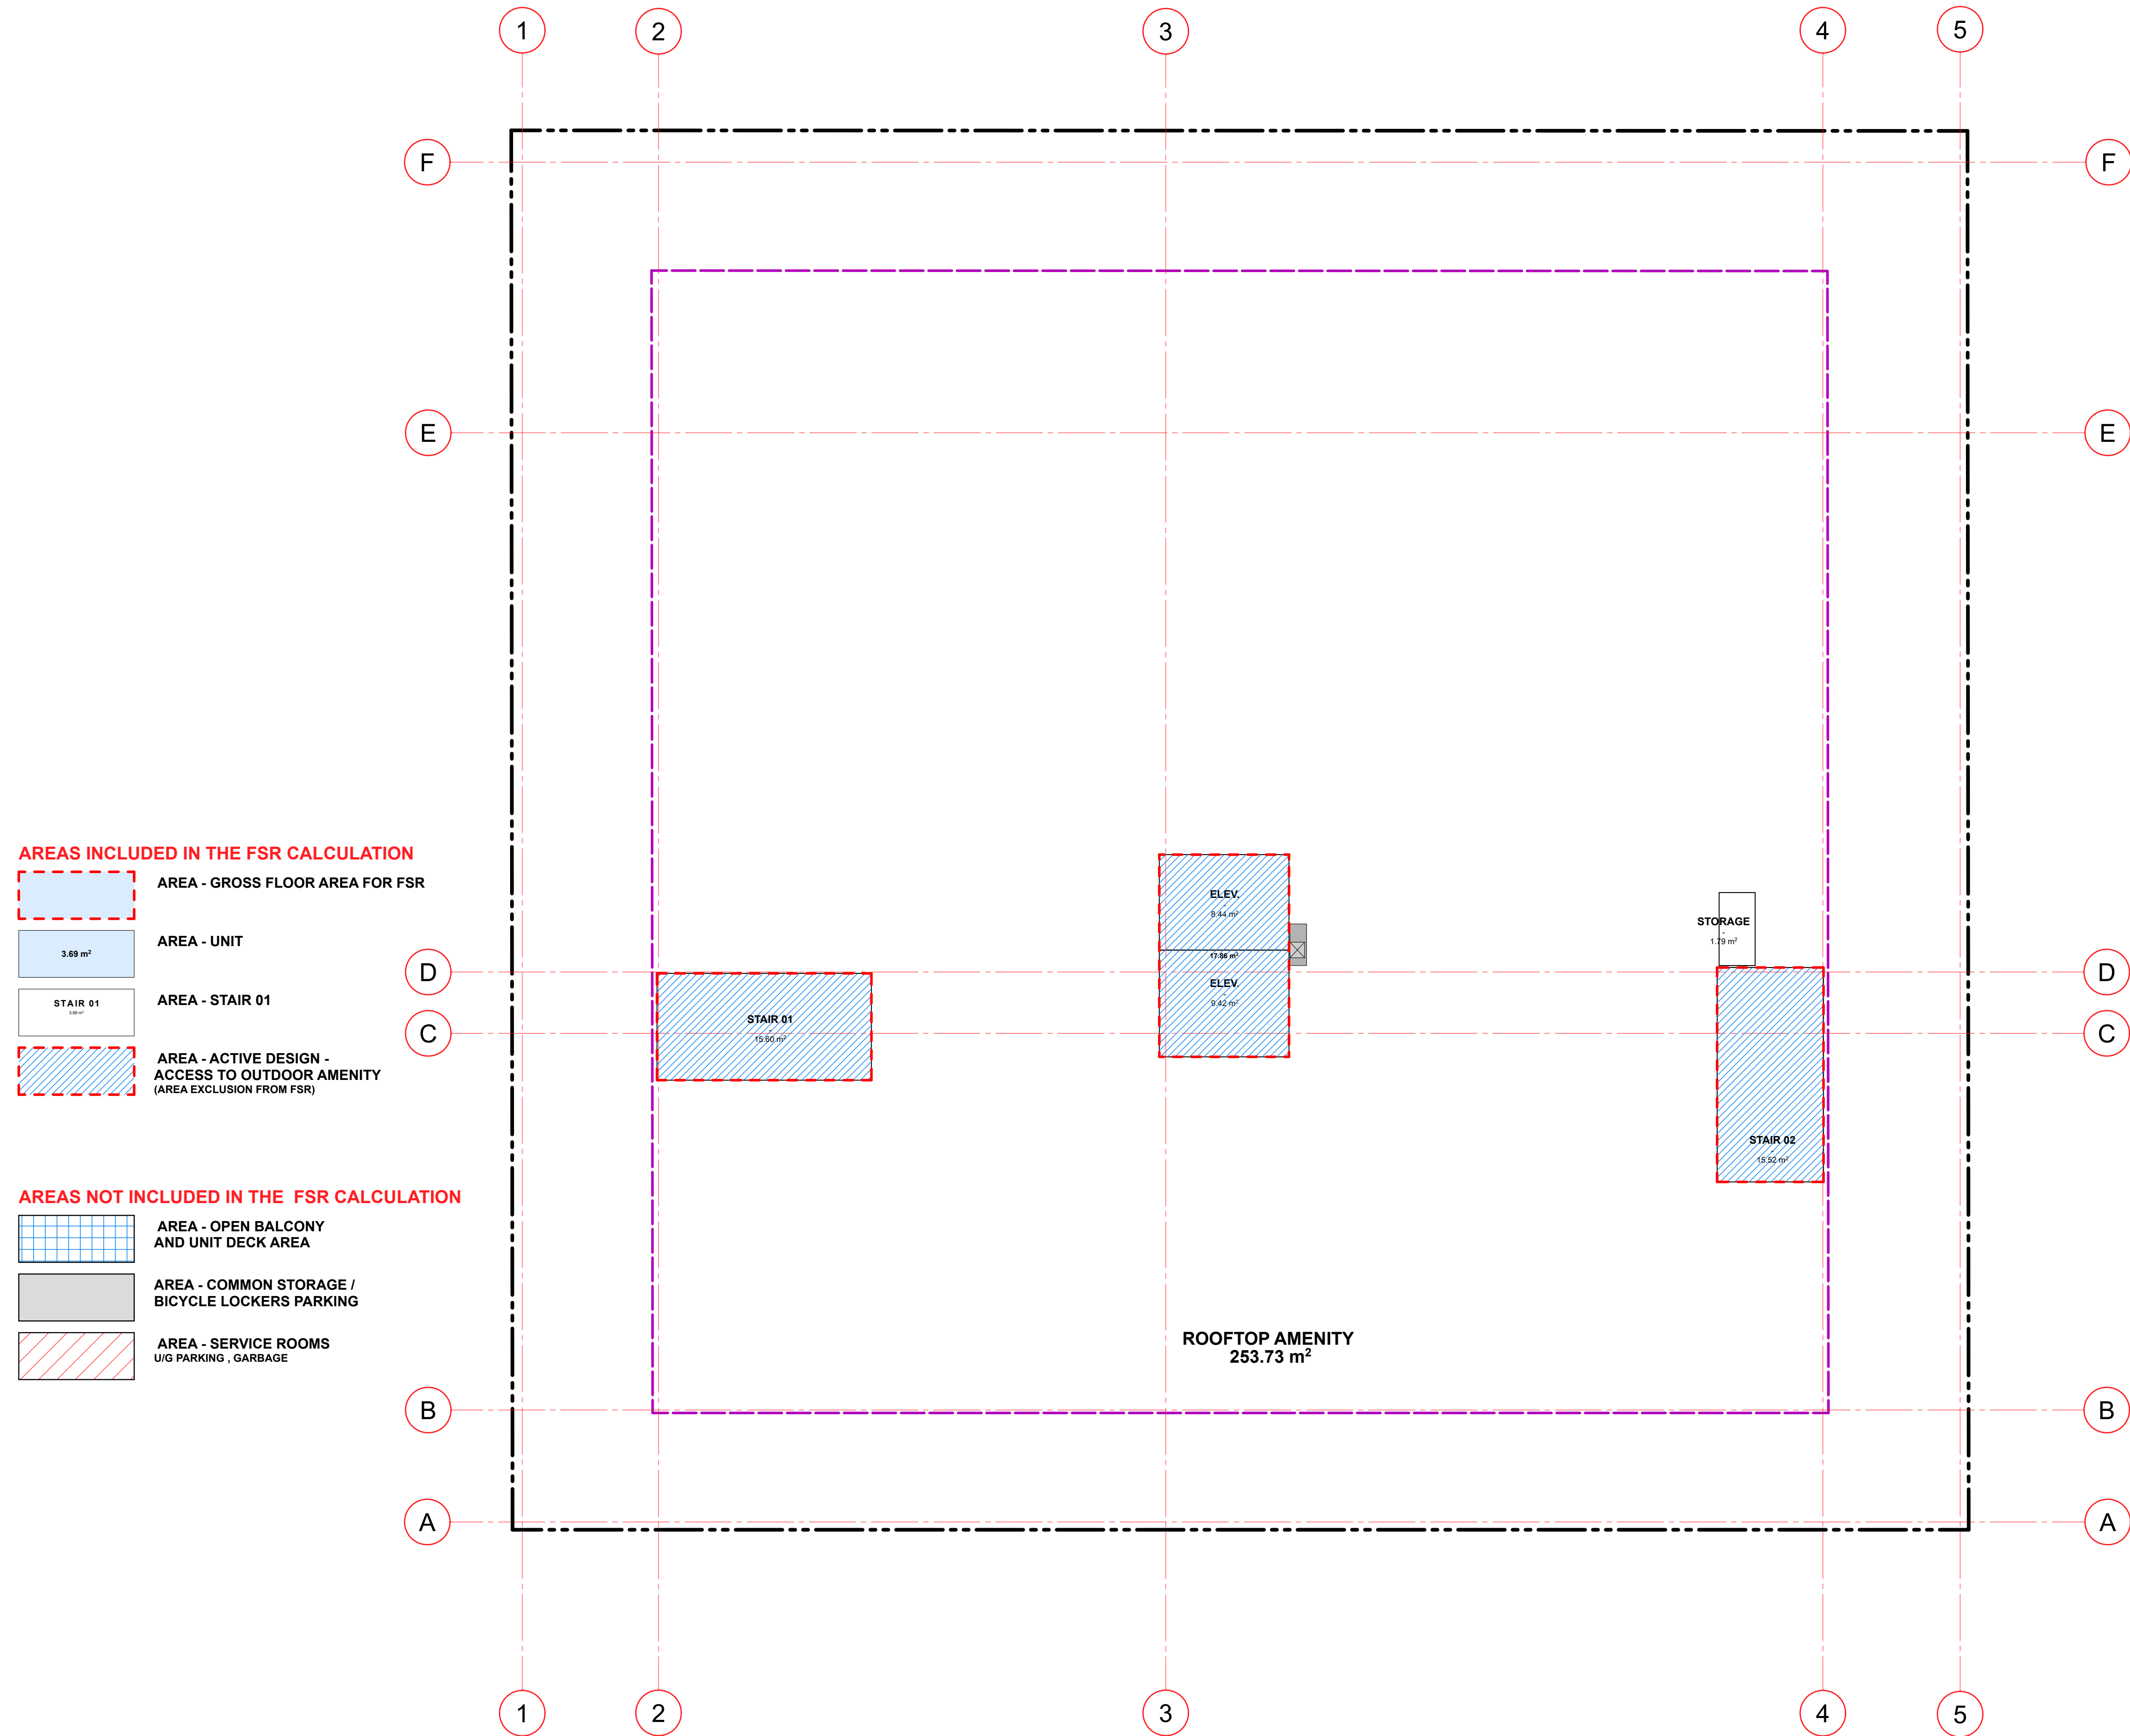 1
2
3
4
5
F
F
E
E
AREAS INCLUDED IN THE FSR CALCULATION
AREA - GROSS FLOOR AREA FOR FSR
3.69 m²
AREA - UNIT
STAIR 01
AREA - STAIR 01
AREA - ACTIVE DESIGN -
ACCESS TO OUTDOOR AMENITY
(AREA EXCLUSION FROM FSR)
ELEV.
-
8.44 m²
17.86 m²
ELEV.
-
9.42 m²
STORAGE
-
1.79 m²
D
D
STAIR 01
-
15.60 m²
C
C
STAIR 02
-
15.52 m²
AREAS NOT INCLUDED IN THE  FSR CALCULATION
AREA - OPEN BALCONY
AND UNIT DECK AREA
AREA - COMMON STORAGE /
BICYCLE LOCKERS PARKING
AREA - SERVICE ROOMS
U/G PARKING , GARBAGE
ROOFTOP AMENITY
253.73 m²
B
B
A
A
1
2
3
4
5